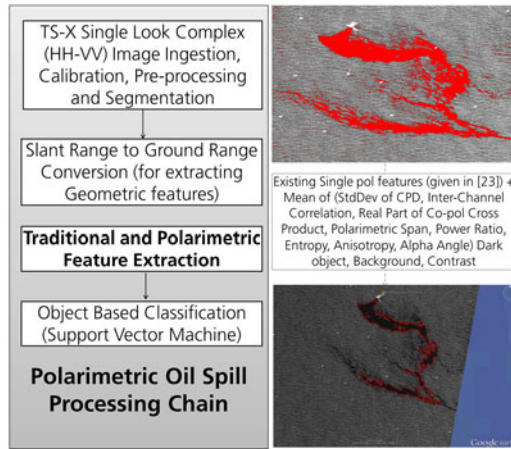 TS-X Single Look Complex
(HH-VV) Image Ingestion,
Calibration, Pre-processing
and Segmentation
Slant Range to Ground Range
Conversion (for extracting
Geometric features)
Traditional and Polarimetric
Feature Extraction
Object Based Classification
(Support Vector Machine)
Polarimetric Oil Spill
Processing Chain
Existing Single pol features (given in [23]) +
Mean of (StdDev of CPD, Inter-Channel
Correlation, Real Part of Co-pol Cross
Product, Polarimetric Span, Power Ratio,
Entropy, Anisotropy, Alpha Angle) Dark
object, Background, Contrast
Google